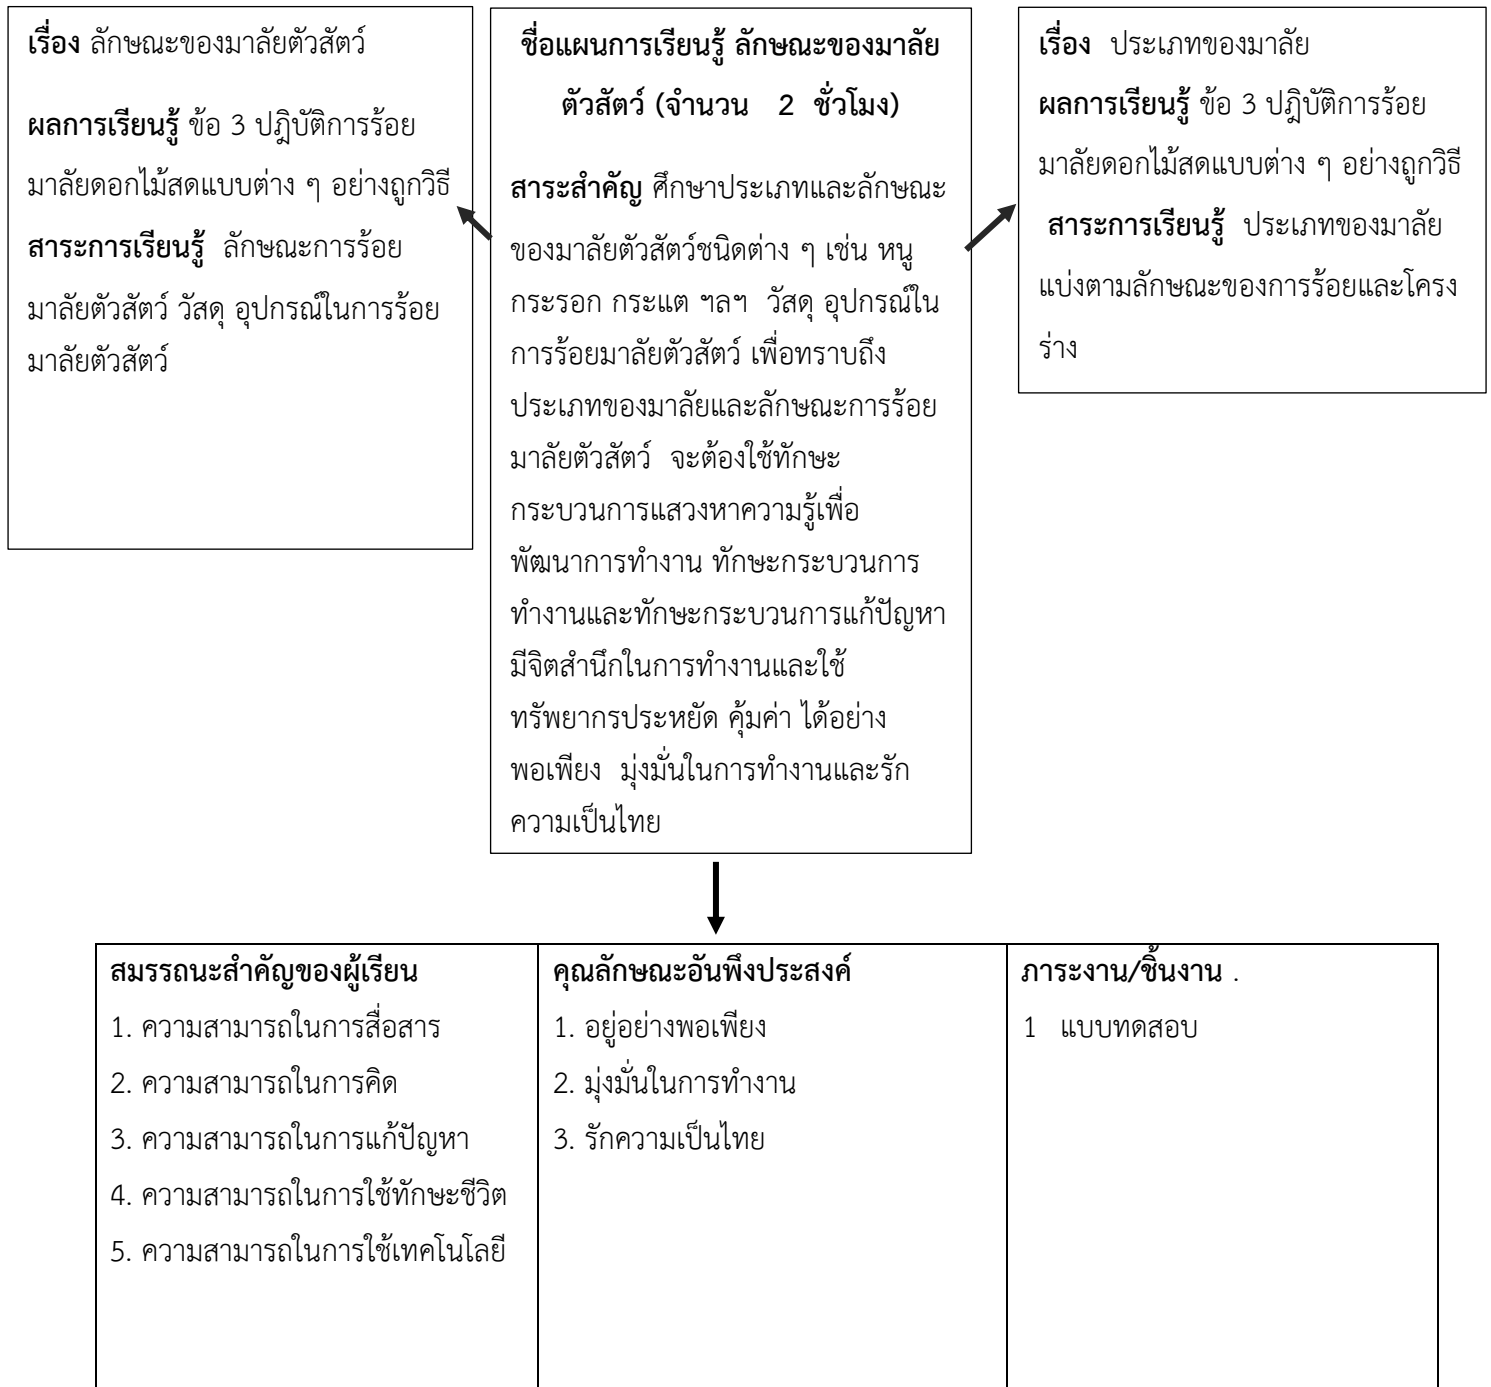 เรื่อง ลักษณะของมาลัยตัวสัตว์
ผลการเรียนรู้ ข้อ 3 ปฎิบัติการร้อย
มาลัยดอกไม้สดแบบต่าง ๆ อย่างถูกวิธี
สาระการเรียนรู้ ลักษณะการร้อย
มาลัยตัวสัตว์ วัสดุ อุปกรณ์ในการร้อย
มาลัยตัวสัตว์
ชื่อแผนการเรียนรู้ ลักษณะของมาลัย
ตัวสัตว์ (จำนวน 2 ชั่วโมง)
สาระสำคัญ ศึกษาประเภทและลักษณะ
ของมาลัยตัวสัตว์ชนิดต่าง ๆ เช่น หนู
กระรอก กระแต ฯลฯ วัสดุ อุปกรณ์ใน
การร้อยมาลัยตัวสัตว์ เพื่อทราบถึง
ประเภทของมาลัยและลักษณะการร้อย
มาลัยตัวสัตว์ จะต้องใช้ทักษะ
กระบวนการแสวงหาความรู้เพื่อ
พัฒนาการทำงาน ทักษะกระบวนการ
ทำงานและทักษะกระบวนการแก้ปัญหา
มีจิตสำนึกในการทำงานและใช้
ทรัพยากรประหยัด คุ้มค่า ได้อย่าง
พอเพียง มุ่งมั่นในการทำงานและรัก
ความเป็นไทย
เรื่อง ประเภทของมาลัย
ผลการเรียนรู้ ข้อ 3 ปฎิบัติการร้อย
มาลัยดอกไม้สดแบบต่าง ๆ อย่างถูกวิธี
สาระการเรียนรู้ ประเภทของมาลัย
แบ่งตามลักษณะของการร้อยและโครง
ร่าง
สมรรถนะสำคัญของผู้เรียน
1. ความสามารถในการสื่อสาร
2. ความสามารถในการคิด
3. ความสามารถในการแก้ปัญหา
4. ความสามารถในการใช้ทักษะชีวิต
5. ความสามารถในการใช้เทคโนโลยี
คุณลักษณะอันพึงประสงค์
1. อยู่อย่างพอเพียง
2. มุ่งมั่นในการทำงาน
3. รักความเป็นไทย
ภาระงาน/ชิ้นงาน .
1 แบบทดสอบ